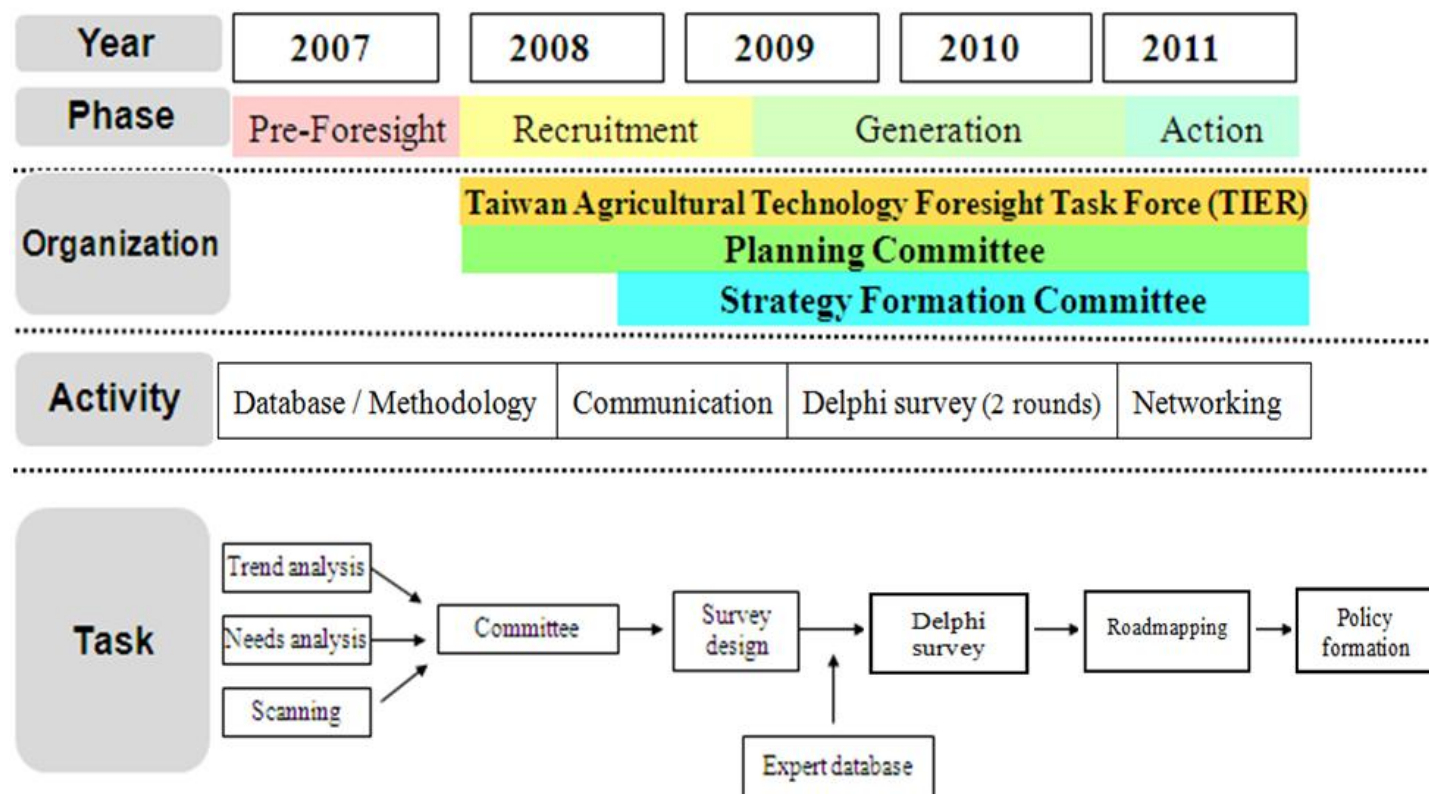 Year
2007
2008
2009
2010
2011
Phase
Pre-Foresight
Recruitment
Generation
Action
Organization
Taiwan Agricultural Technology Foresight Task Force (TIER)
Planning Committee
Strategy Formation Committee
Activity
Database / Methodology
Communication
Delphi survey (2 rounds)
Networking
Task
Trend analysis
Needs analysis
Scanning
Committee
Survey
design
Expert database
Delphi
survey
Roadmapping
Policy
formation